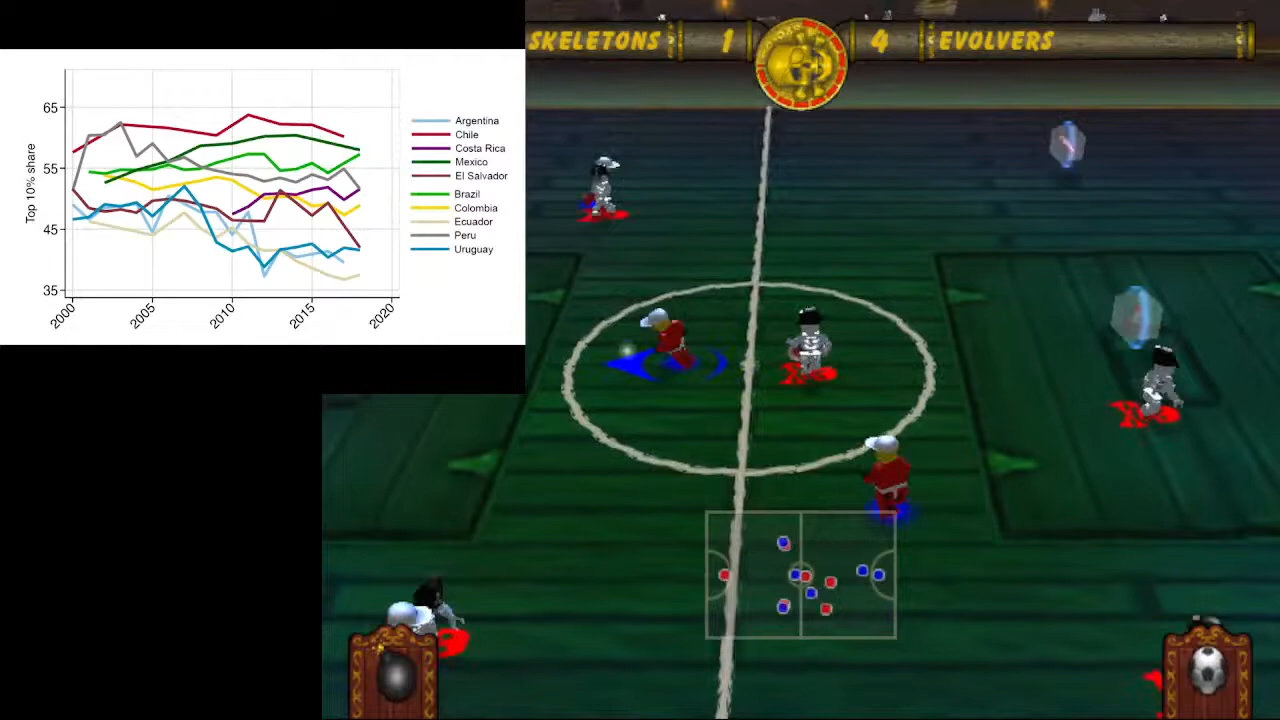 SKELETONS 1 4 EVOLVERS
65
55
45
35
Top 10% share
2000 2005 2010 2015 2020
Argentina
Chile
Costa Rica
Mexico
El Salvador
Brazil
Colombia
Ecuador
Peru
Uruguay